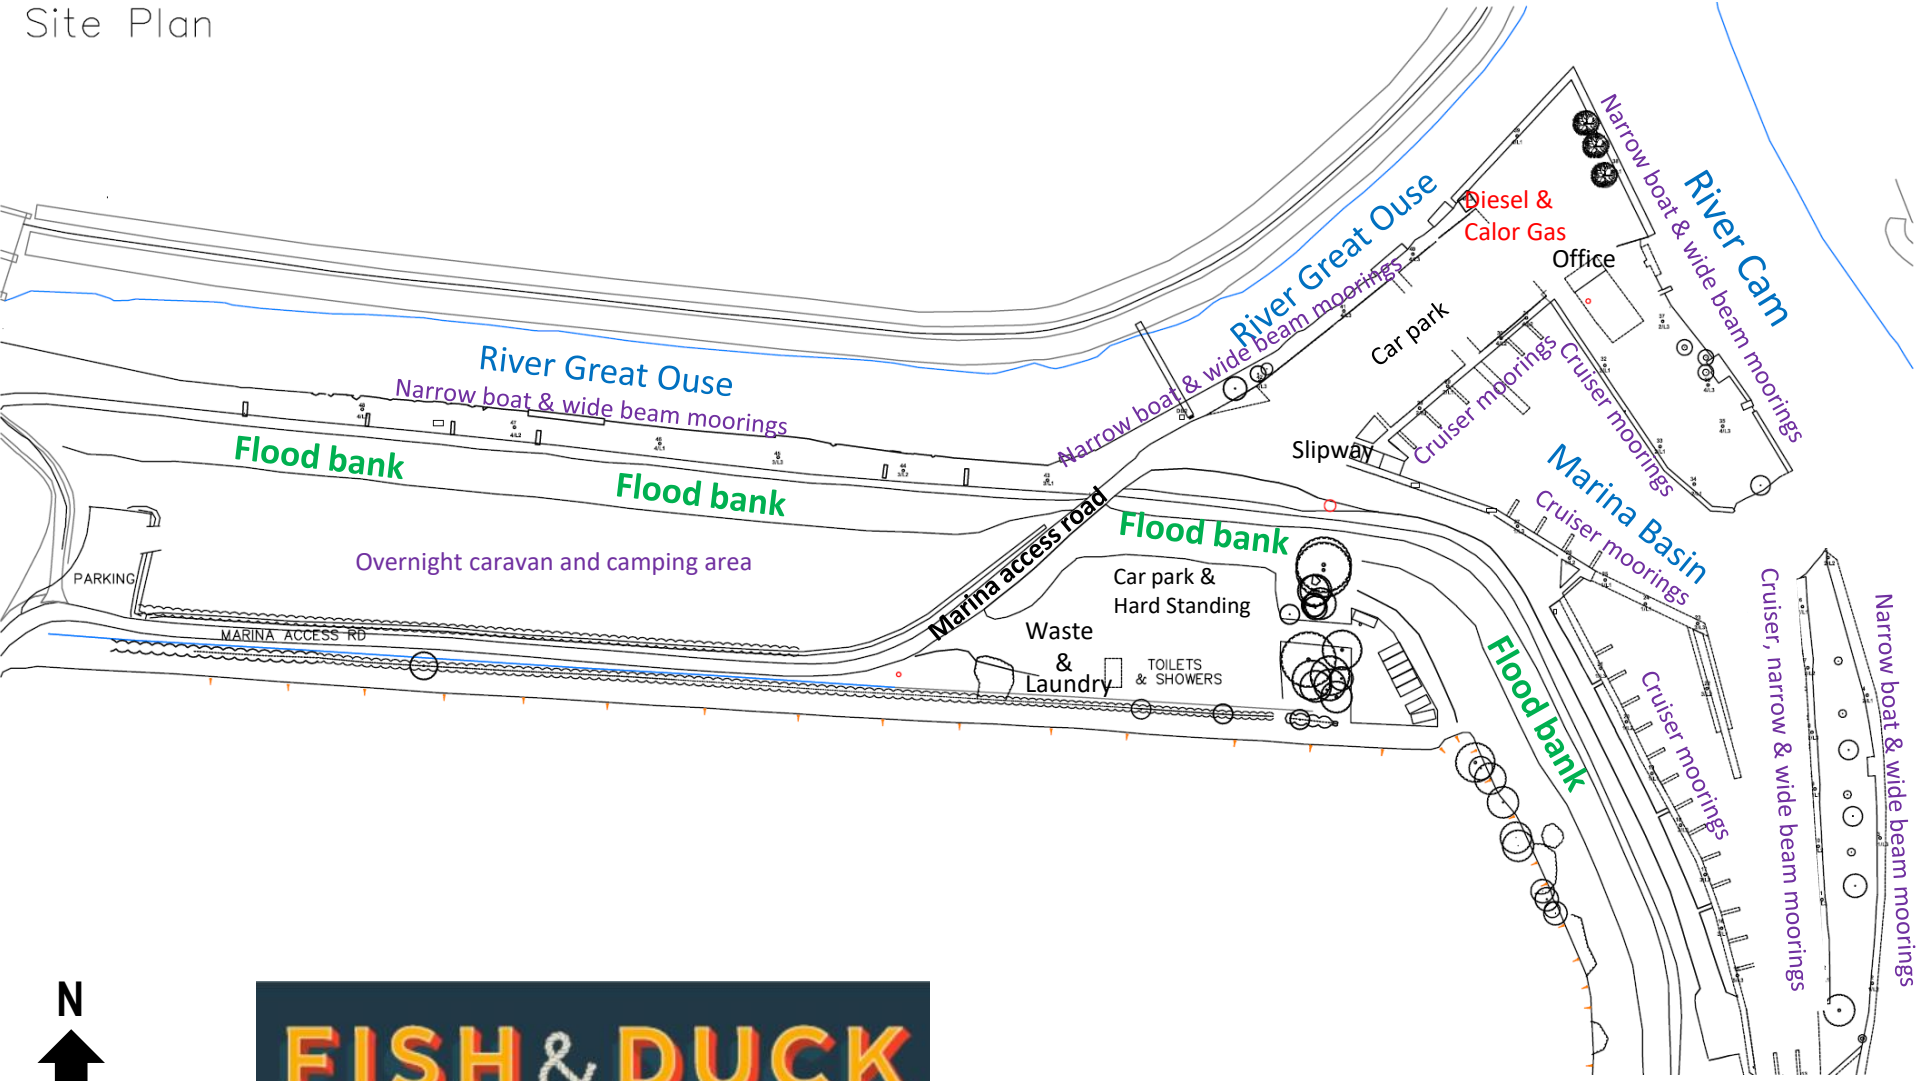 Site Plan
Narrow boat & wide beam moorings
River Cam
River Great Ouse
Diesel &
Calor Gas
Office
Narrow boat & wide beam moorings
Car park
River Great Ouse
Narrow boat & wide beam moorings
Cruiser moorings
Cruiser moorings
Slipway
Flood bank
Flood bank
Marina Basin
Cruiser moorings
Marina access road
Flood bank
Overnight caravan and camping area
PARKING
Car park &
Hard Standing
MARINA ACCESS RD
Waste
&
Laundry
TOILETS
& SHOWERS
Flood bank
Cruiser moorings
Cruiser, narrow & wide beam moorings
Narrow boat & wide beam moorings
N
FISH & DUCK